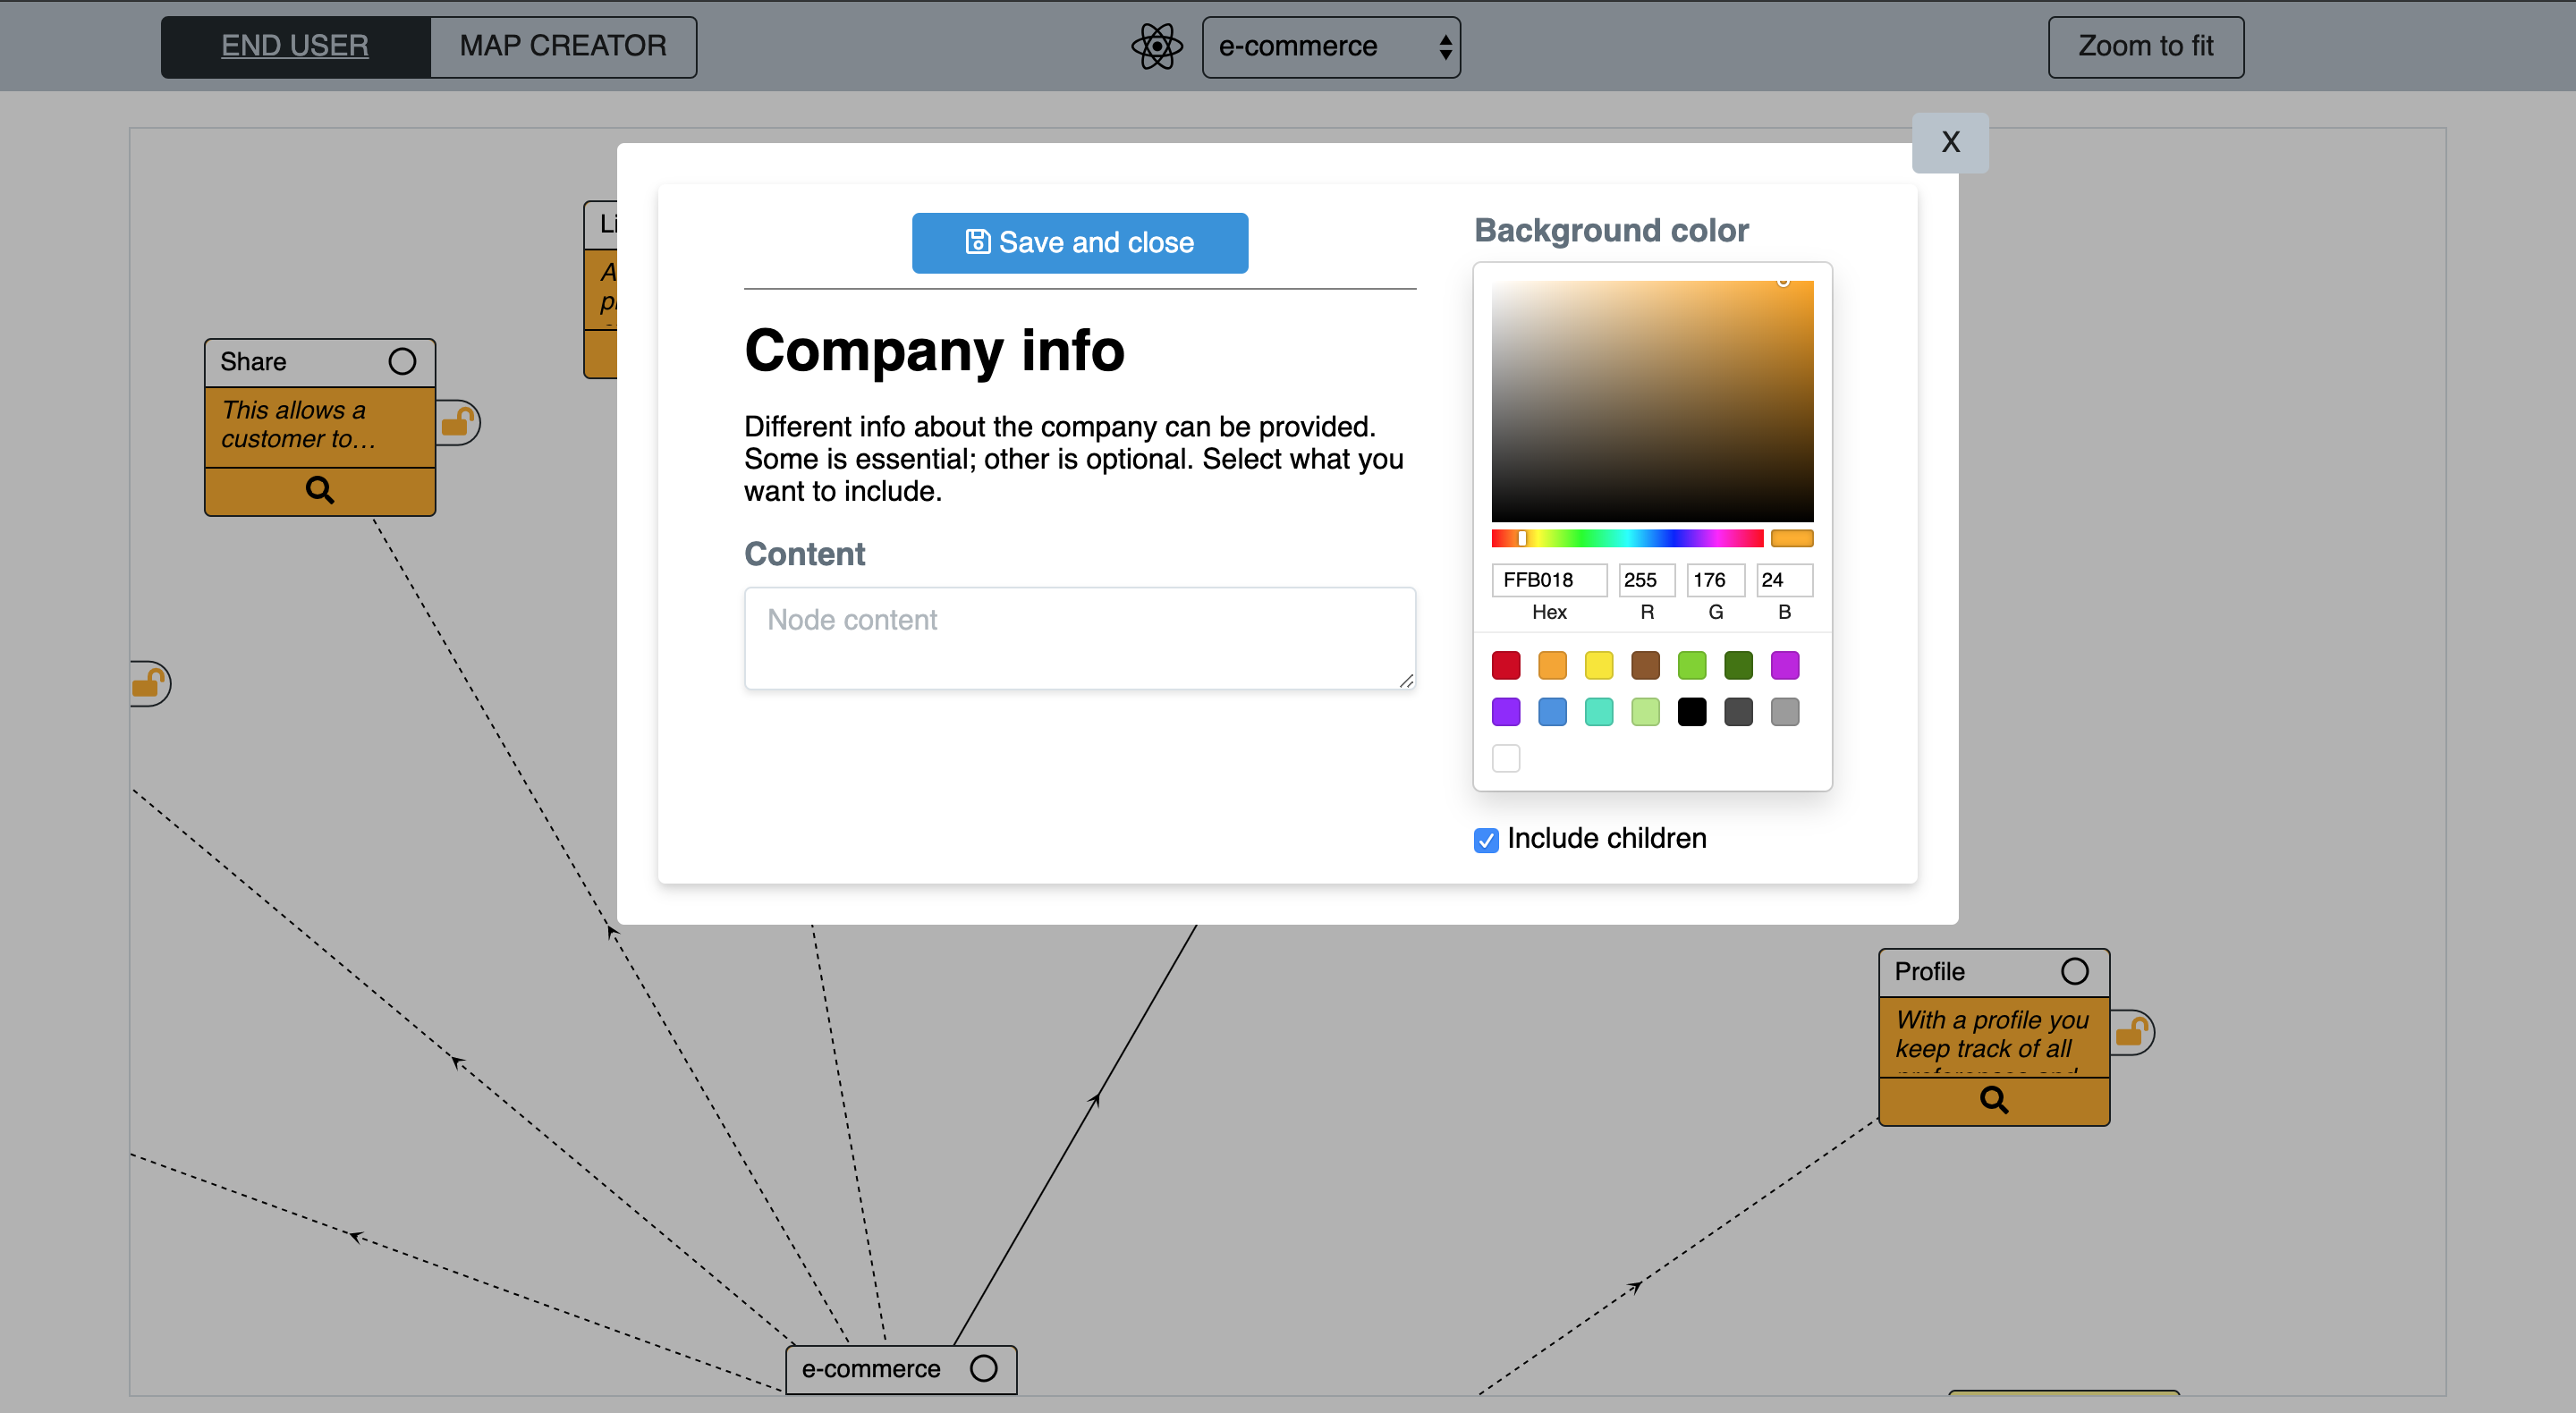 END USER
MAP CREATOR
e-commerce
Zoom to fit
X
Save and close
Company info
Different info about the company can be provided.
Some is essential; other is optional. Select what you
want to include.
Content
Node content
Background color
FFB018
255
176
24
Hex
R
G
B
Include children
Li
A
p
Share
This allows a
customer to...
Profile
With a profile you
keep track of all
e-commerce